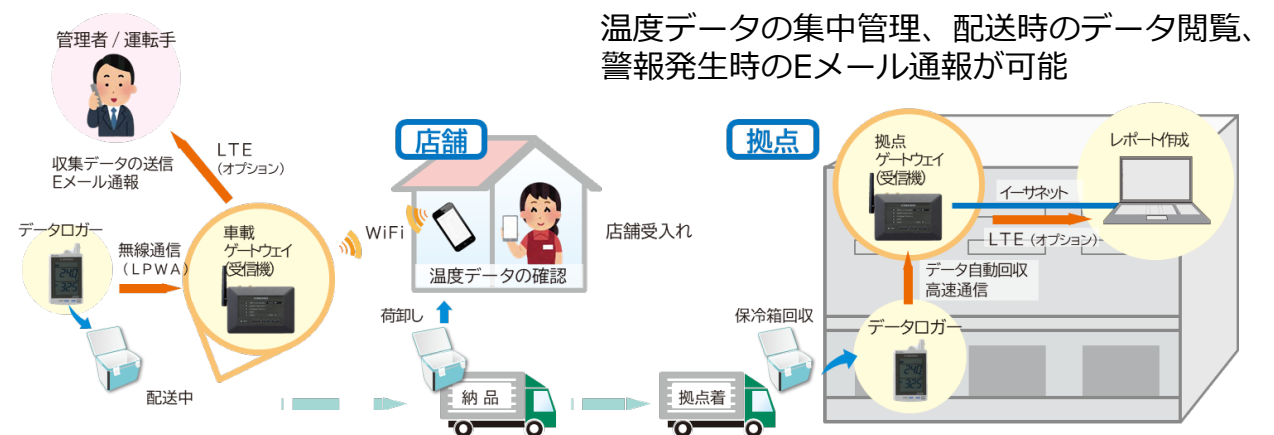 温度データの集中管理、配送時のデータ閲覧、
警報発生時のEメール通報が可能
管理者 / 運転手
収集データの送信
Eメール通報
LTE
(オプション)
データロガー
無線通信
(LPWA)
車載
ゲートウェイ
(受信機)
配送中
WiFi
店舗
温度データの確認
店舗受入れ
荷卸し
納 品
拠点着
保冷箱回収
拠点
拠点
ゲートウェイ
(受信機)
イーサネット
LTE (オプション)
レポート作成
データ自動回収
高速通信
データロガー